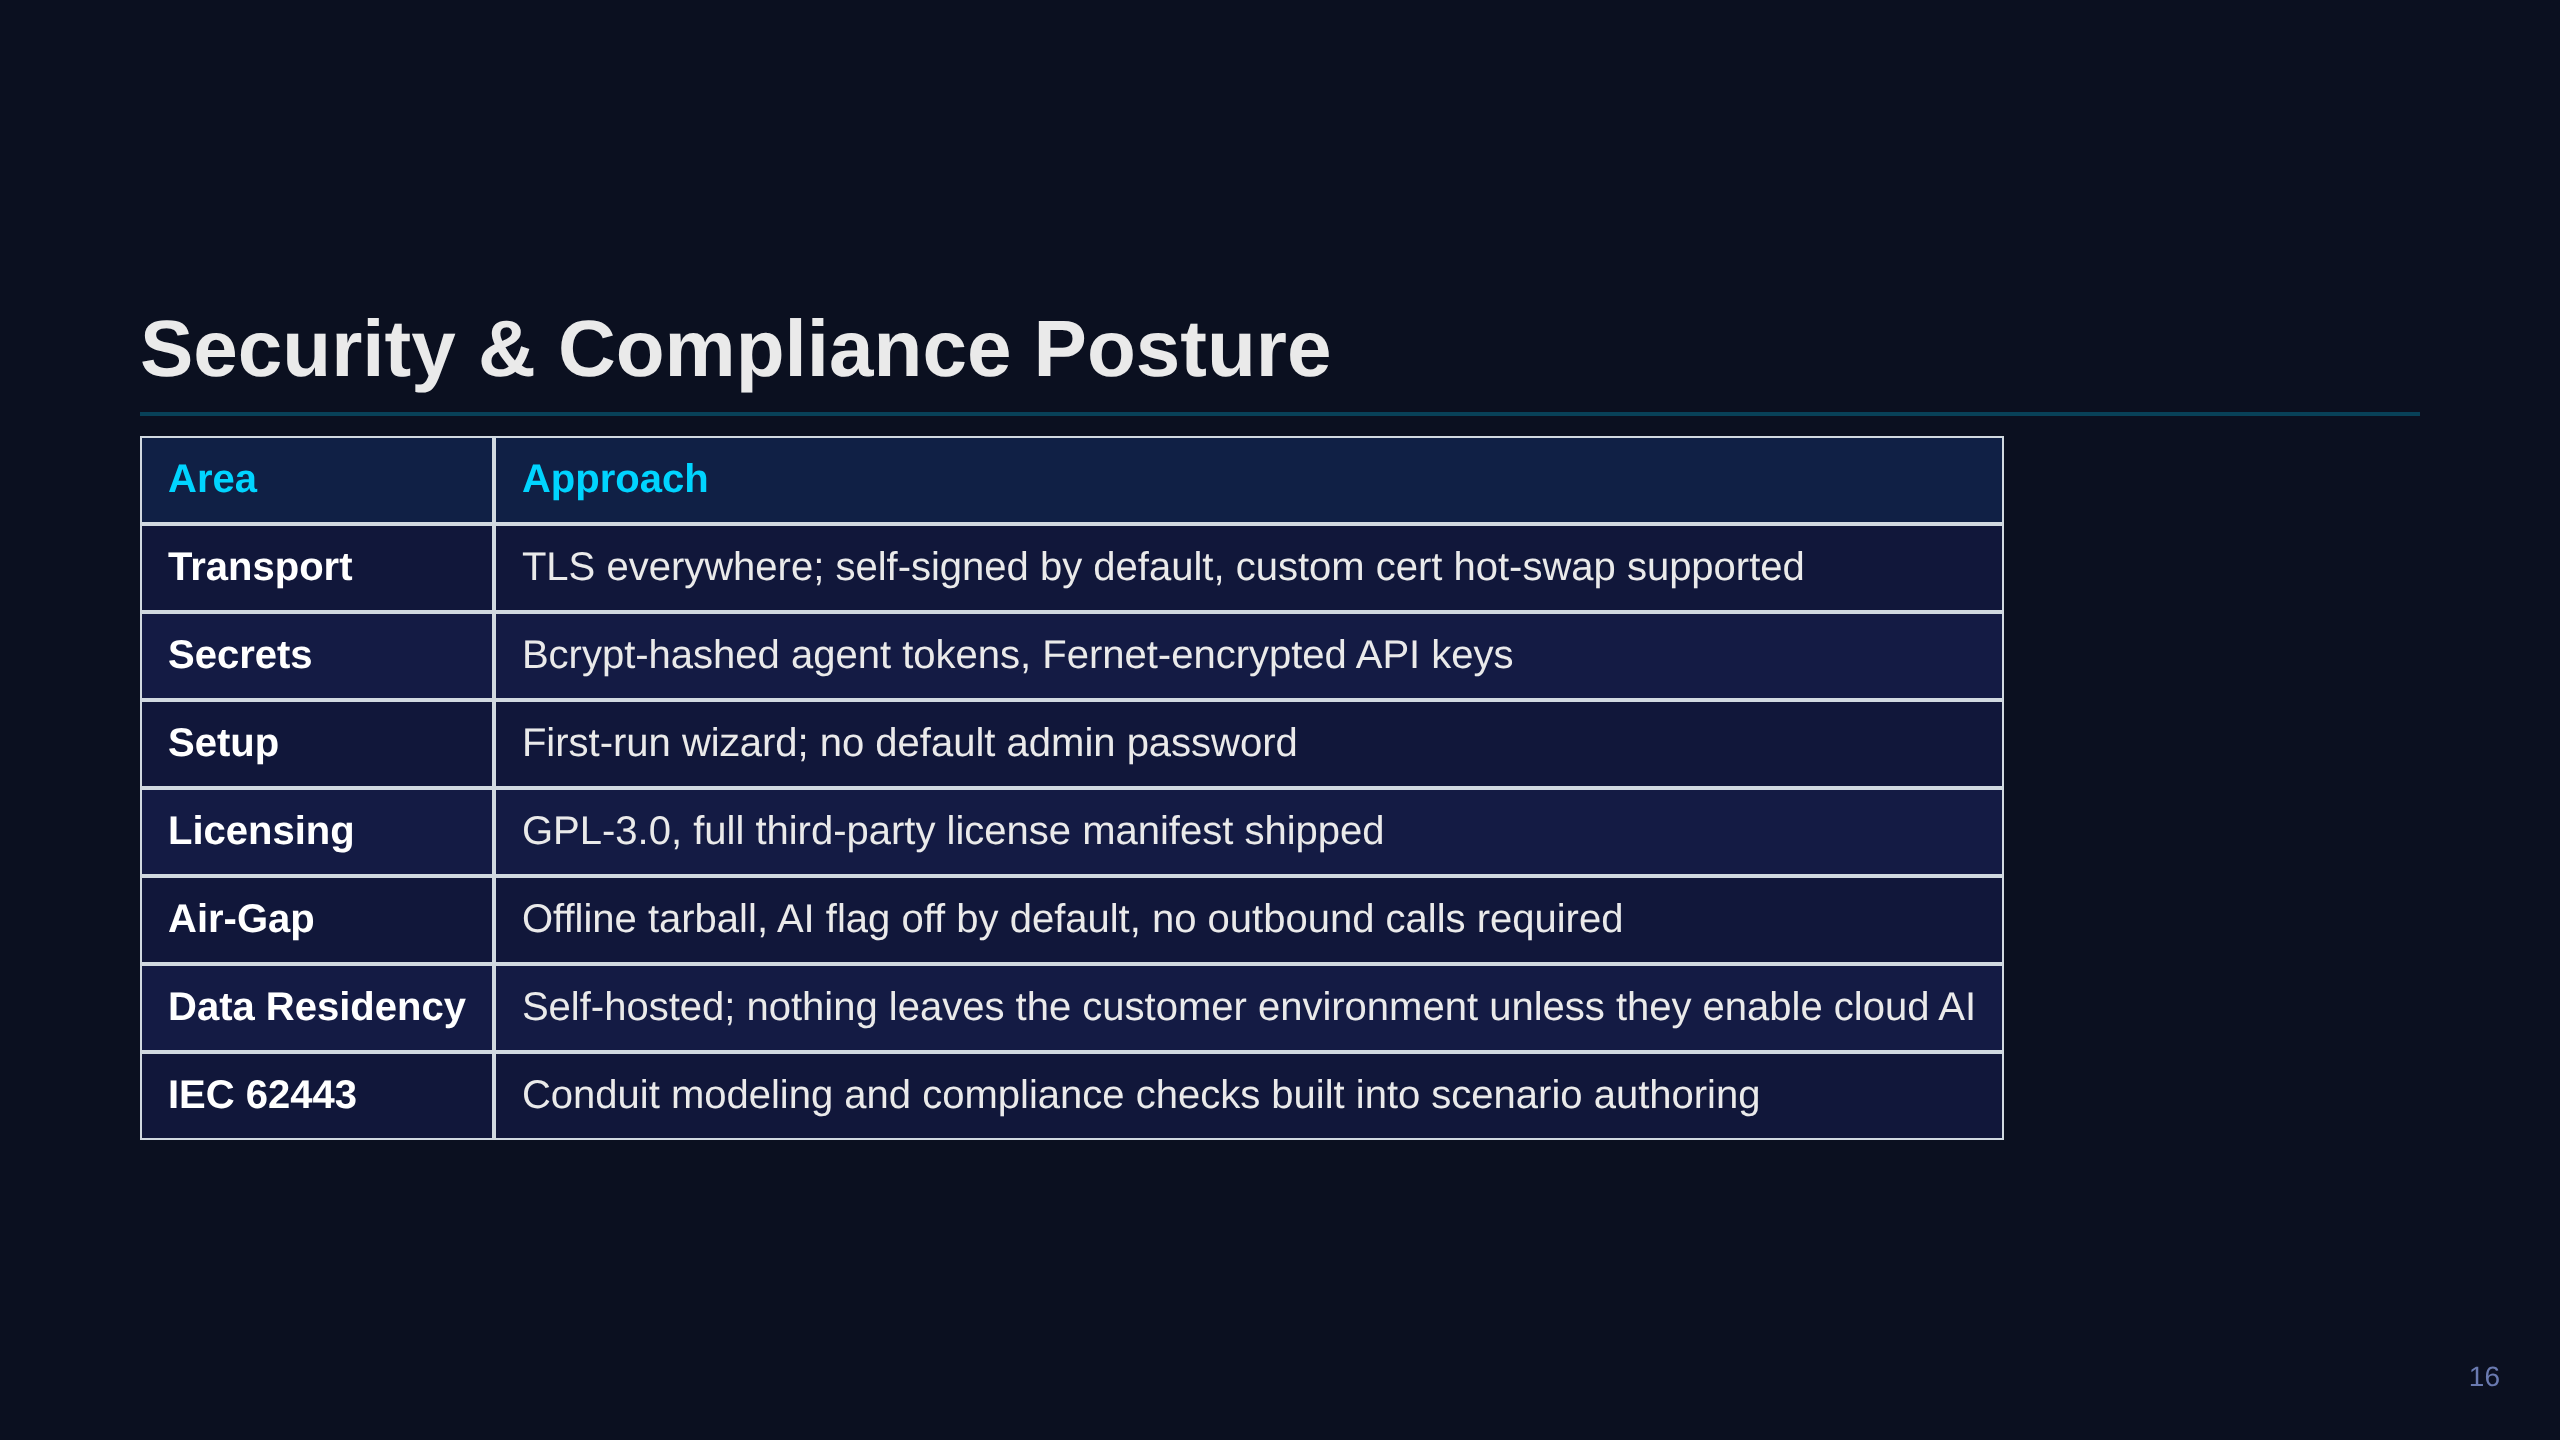 Security & Compliance Posture
Area Approach
Transport TLS everywhere; self-signed by default, custom cert hot-swap supported
Secrets Bcrypt-hashed agent tokens, Fernet-encrypted API keys
Setup First-run wizard; no default admin password
Licensing GPL-3.0, full third-party license manifest shipped
Air-Gap Offline tarball, AI flag off by default, no outbound calls required
Data Residency Self-hosted; nothing leaves the customer environment unless they enable cloud AI
IEC 62443 Conduit modeling and compliance checks built into scenario authoring
16